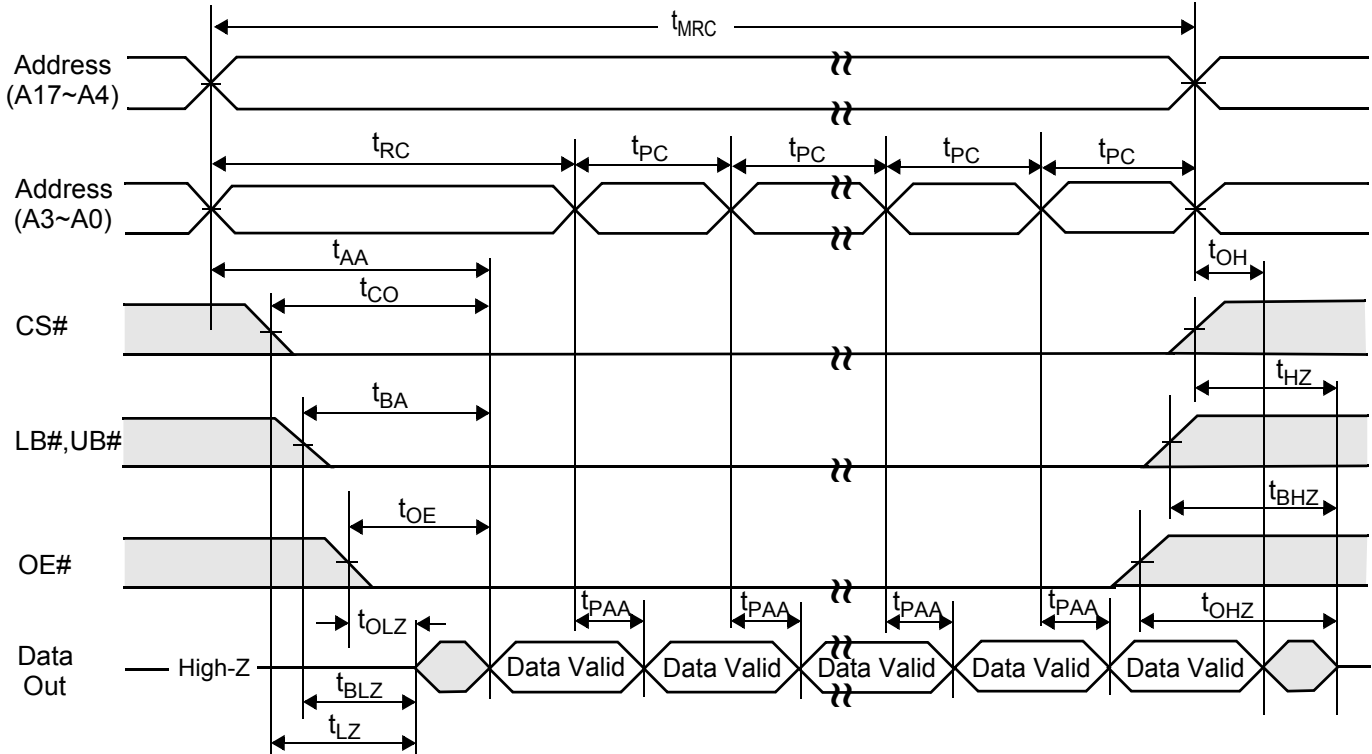 tMRC
Address
(A17~A4)
tRC
tPC
tPC
tPC
tPC
Address
(A3~A0)
tAA
tOH
tCO
CS#
tHZ
tBA
LB#,UB#
tBHZ
tOE
OE#
tOLZ
tPAA
tPAA
tPAA
tPAA
tOHZ
Data
Out
High-Z
Data Valid
Data Valid
Data Valid
Data Valid
Data Valid
tBLZ
tLZ